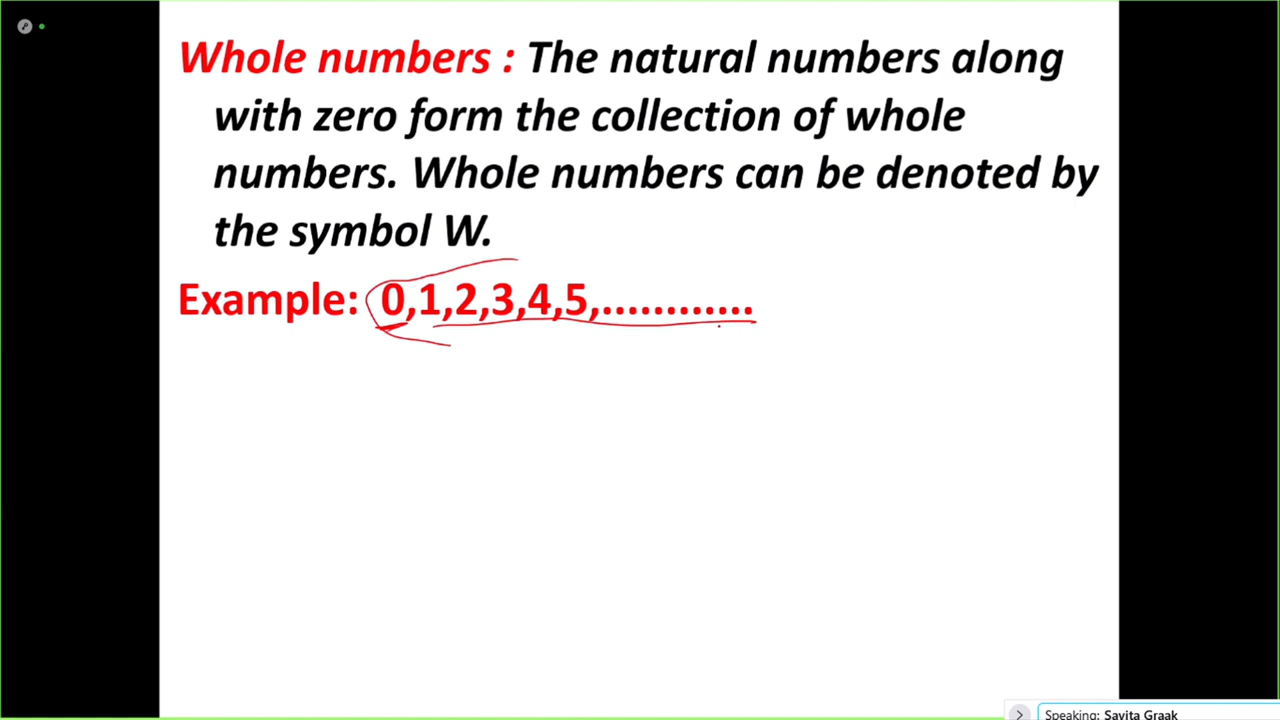 Whole numbers : The natural numbers along
with zero form the collection of whole
numbers. Whole numbers can be denoted by
the symbol W.
Example: 0,1,2,3,4,5,............
Speaking: Savita Graak